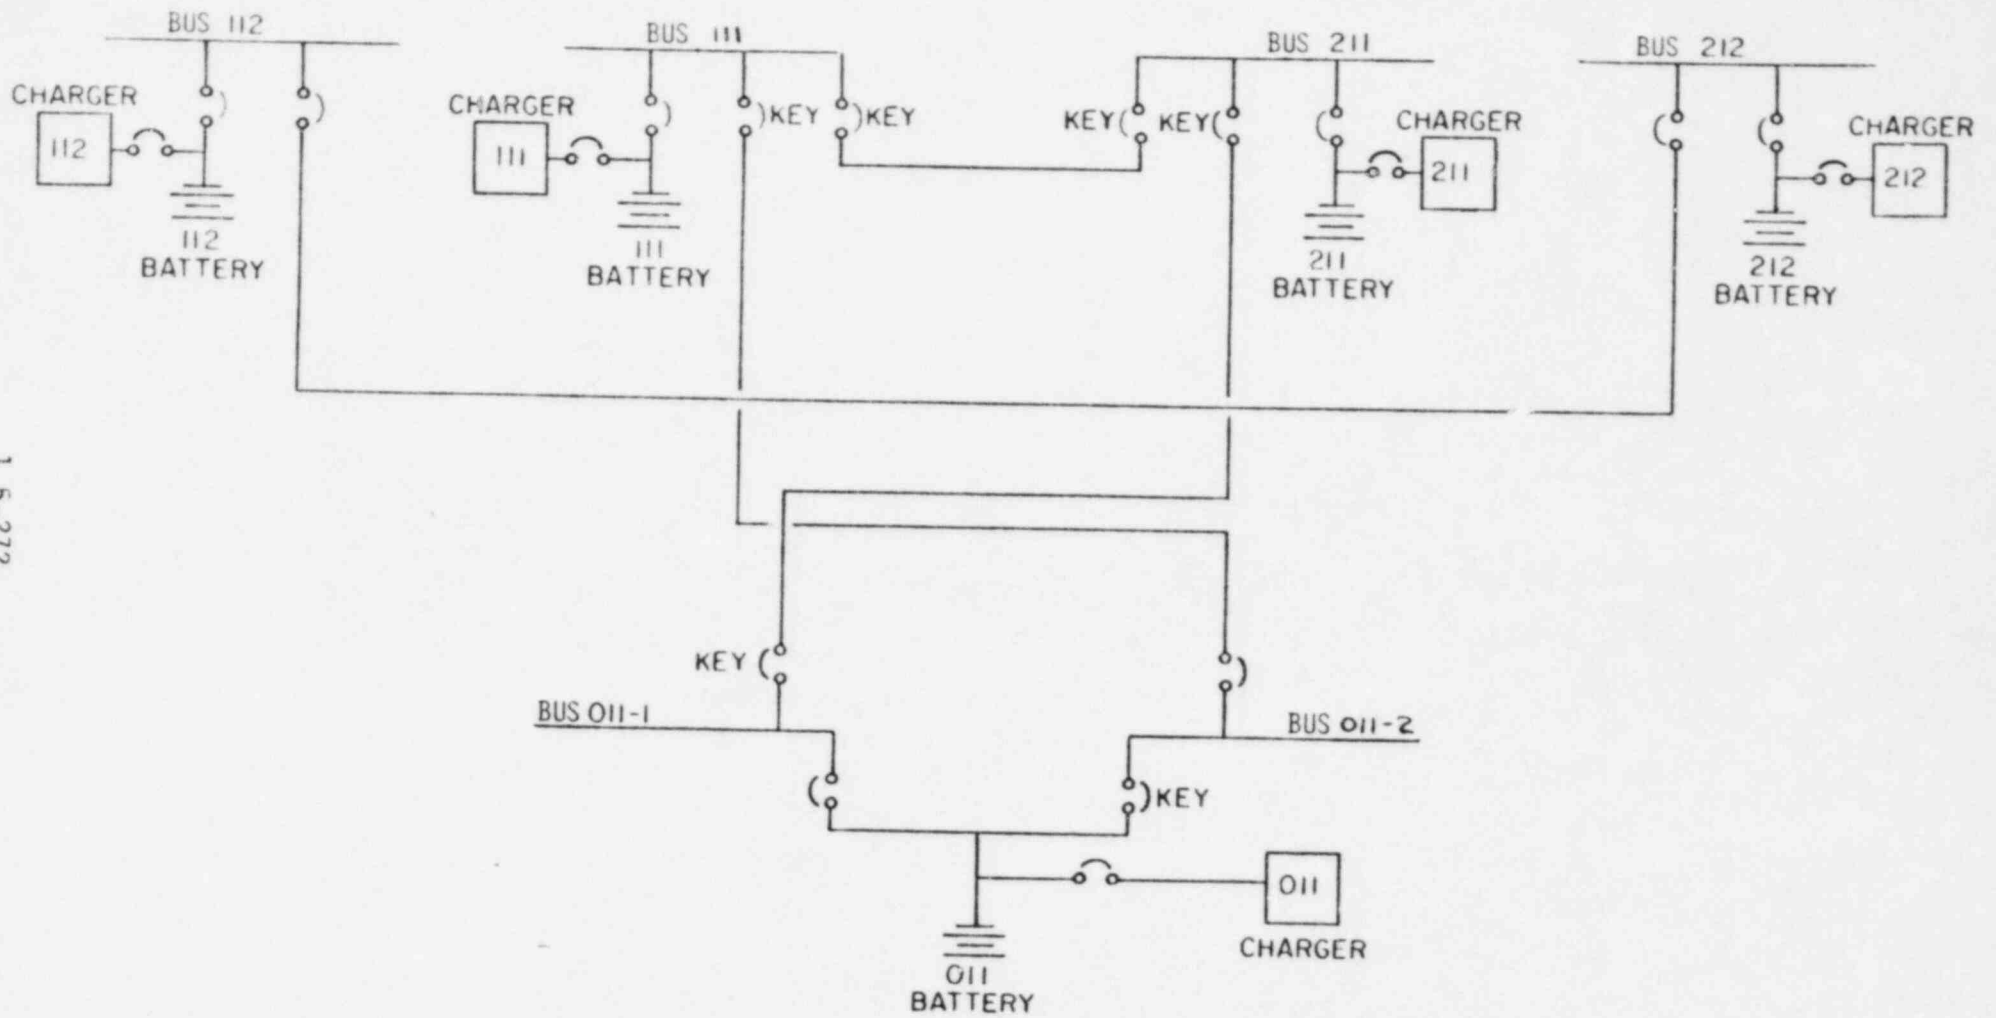 BUS 112
BUS 111
BUS 211
BUS 212
CHARGER
112
CHARGER
111
KEY
KEY
KEY
KEY
CHARGER
211
CHARGER
212
112
BATTERY
111
BATTERY
211
BATTERY
212
BATTERY
KEY
BUS 011-1
BUS 011-2
KEY
011
CHARGER
011
BATTERY